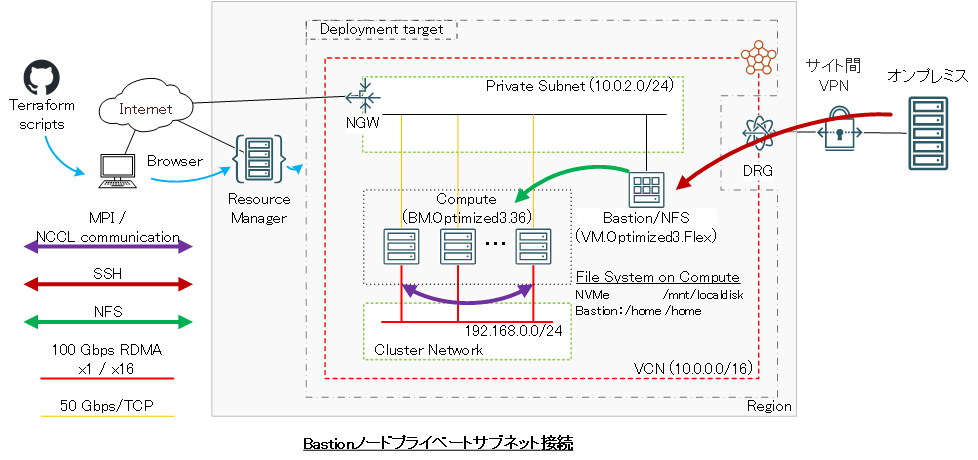 Deployment target
サイト間
VPN
オンプレミス
Terraform
scripts
Internet
NGW
Private Subnet (10.0.2.0/24)
Browser
Resource
Manager
DRG
Compute
(BM.Optimized3.36)
Bastion/NFS
(VM.Optimized3.Flex)
MPI /
NCCL communication
SSH
NFS
100 Gbps RDMA
x1 / x16
50 Gbps/TCP
File System on Compute
NVMe /mnt/localdisk
Bastion:/home /home
192.168.0.0/24
Cluster Network
VCN (10.0.0.0/16)
Region
Bastionノードプライベートサブネット接続